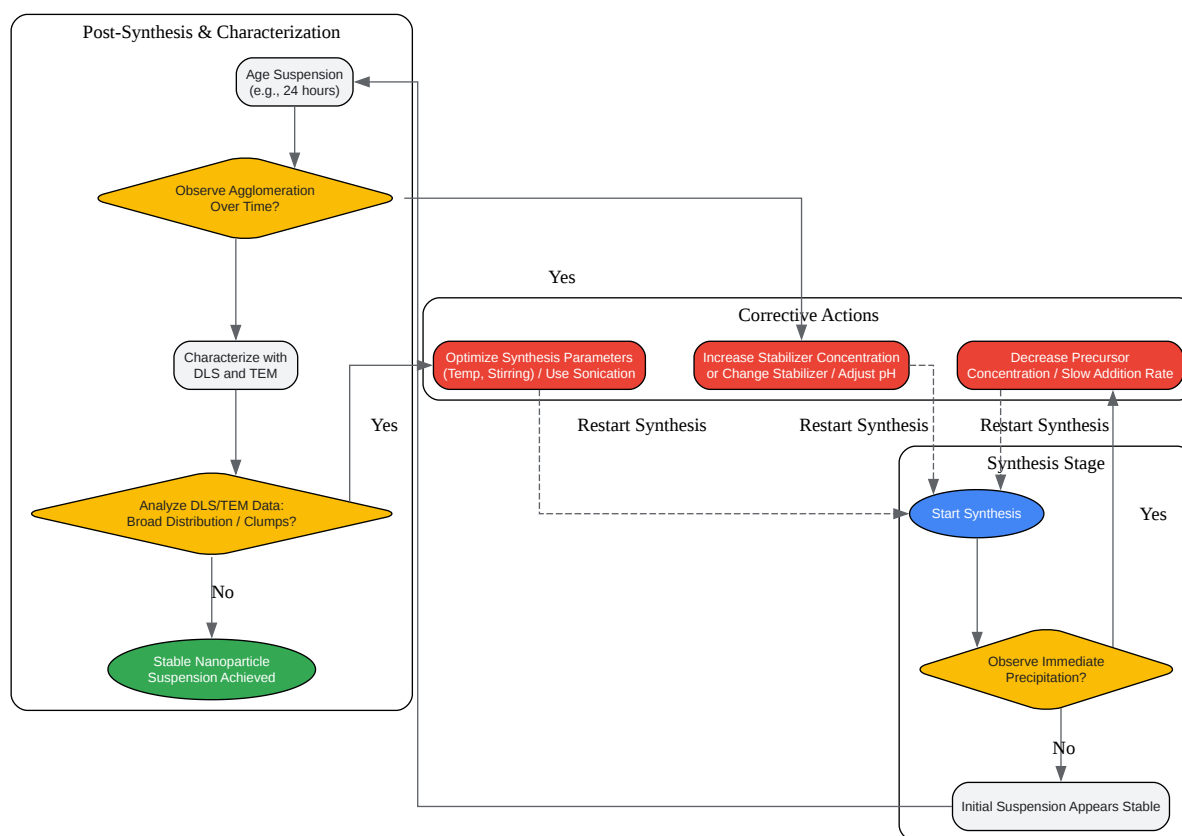 Post-Synthesis & Characterization
Age Suspension
(e.g., 24 hours)
Observe Agglomeration
Over Time?
Yes
Corrective Actions
Characterize with
DLS and TEM
Optimize Synthesis Parameters
(Temp, Stirring) / Use Sonication
Increase Stabilizer Concentration
or Change Stabilizer / Adjust pH
Decrease Precursor
Concentration / Slow Addition Rate
Yes
Restart Synthesis
Restart Synthesis
Restart Synthesis
Synthesis Stage
Analyze DLS/TEM Data:
Broad Distribution / Clumps?
Start Synthesis
Yes
No
Stable Nanoparticle
Suspension Achieved
Observe Immediate
Precipitation?
No
Initial Suspension Appears Stable